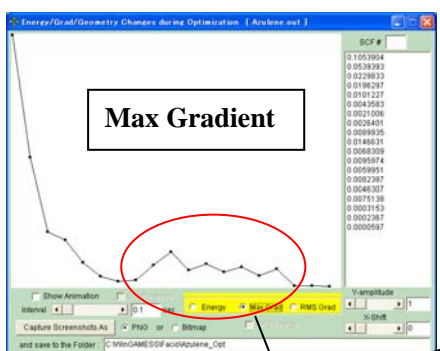 Energy/Grad/Geometry Changes during Optimization [ Azulene.out ]
SCF #
0.1053904
0.0539393
0.0229833
0.0198297
0.0101227
0.0043583
0.0021006
0.0026401
0.0089935
0.0146631
0.0068309
0.0095974
0.0059951
0.0082387
0.0046307
0.0075138
0.0003153
0.0002367
0.0000597
Max Gradient
Show Animation
Interval 0.1 sec
Energy Max Grad RMS Grad
Y-amplitude
1
X-Shift
0
Capture Screenshots As PNG or Bitmap
and save to the Folder : C:\WinGAMESS\Facio\Azulene_Opt